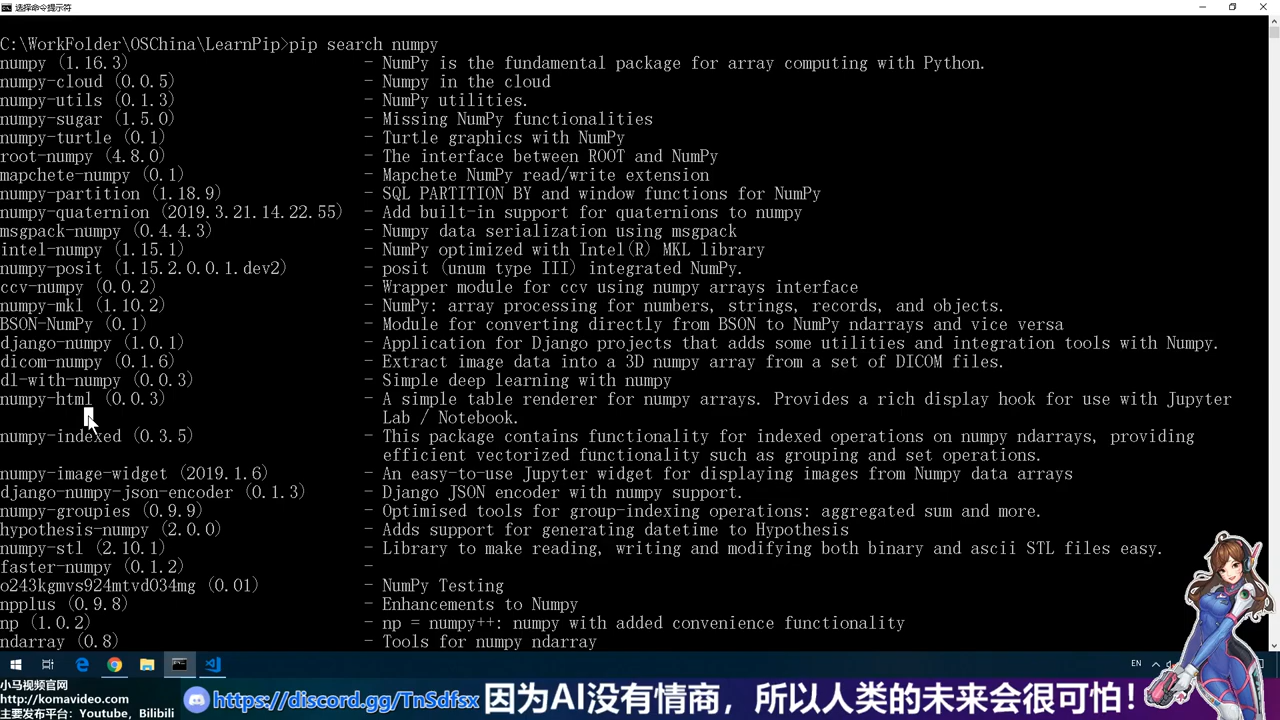 选择命令提示符
C:\WorkFolder\OSChina\LearnPip>pip search numpy
numpy (1.16.3) - NumPy is the fundamental package for array computing with Python.
numpy-cloud (0.0.5) - Numpy in the cloud
numpy-utils (0.1.3) - NumPy utilities.
numpy-sugar (1.5.0) - Missing NumPy functionalities
numpy-turtle (0.1) - Turtle graphics with NumPy
root-numpy (4.8.0) - The interface between ROOT and NumPy
mapchete-numpy (0.1) - Mapchete NumPy read/write extension
numpy-partition (1.18.9) - SQL PARTITION BY and window functions for NumPy
numpy-quaternion (2019.3.21.14.22.55) - Add built-in support for quaternions to numpy
msgpack-numpy (0.4.4.3) - Numpy data serialization using msgpack
intel-numpy (1.15.1) - NumPy optimized with Intel(R) MKL library
numpy-posit (1.15.2.0.0.1.dev2) - posit (unum type III) integrated NumPy.
ccv-numpy (0.0.2) - Wrapper module for ccv using numpy arrays interface
numpy-mkl (1.10.2) - NumPy: array processing for numbers, strings, records, and objects.
BSON-NumPy (0.1) - Module for converting directly from BSON to NumPy ndarrays and vice versa
django-numpy (1.0.1) - Application for Django projects that adds some utilities and integration tools with Numpy.
dicom-numpy (0.1.6) - Extract image data into a 3D numpy array from a set of DICOM files.
dl-with-numpy (0.0.3) - Simple deep learning with numpy
numpy-html (0.0.3) - A simple table renderer for numpy arrays. Provides a rich display hook for use with Jupyter
Lab / Notebook.
numpy-indexed (0.3.5) - This package contains functionality for indexed operations on numpy ndarrays, providing
efficient vectorized functionality such as grouping and set operations.
numpy-image-widget (2019.1.6) - An easy-to-use Jupyter widget for displaying images from Numpy data arrays
django-numpy-json-encoder (0.1.3) - Django JSON encoder with numpy support.
numpy-groupies (0.9.9) - Optimised tools for group-indexing operations: aggregated sum and more.
hypothesis-numpy (2.0.0) - Adds support for generating datetime to Hypothesis
numpy-stl (2.10.1) - Library to make reading, writing and modifying both binary and ascii STL files easy.
faster-numpy (0.1.2) -
o243kgmvs924mtvd034mg (0.01) - NumPy Testing
npplus (0.9.8) - Enhancements to Numpy
np (1.0.2) - np = numpy++: numpy with added convenience functionality
ndarray (0.8) - Tools for numpy ndarray
EN
小马视频官网
http://komavideo.com
主要发布平台: Youtube, Bilibili
https://discord.gg/TnSdfsx 因为AI没有情商，所以人类的未来会很可怕！